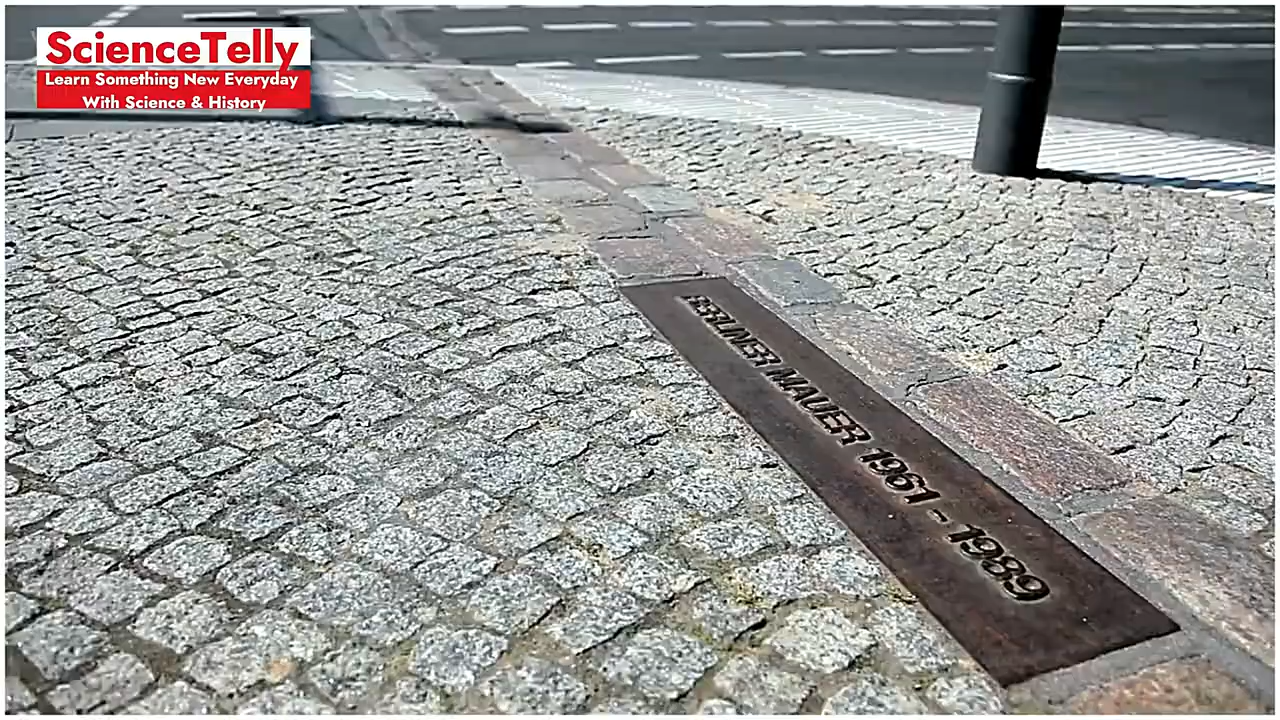 ScienceTelly
Learn Something New Everyday
With Science & History
BERLINER MAUER 1961 - 1989